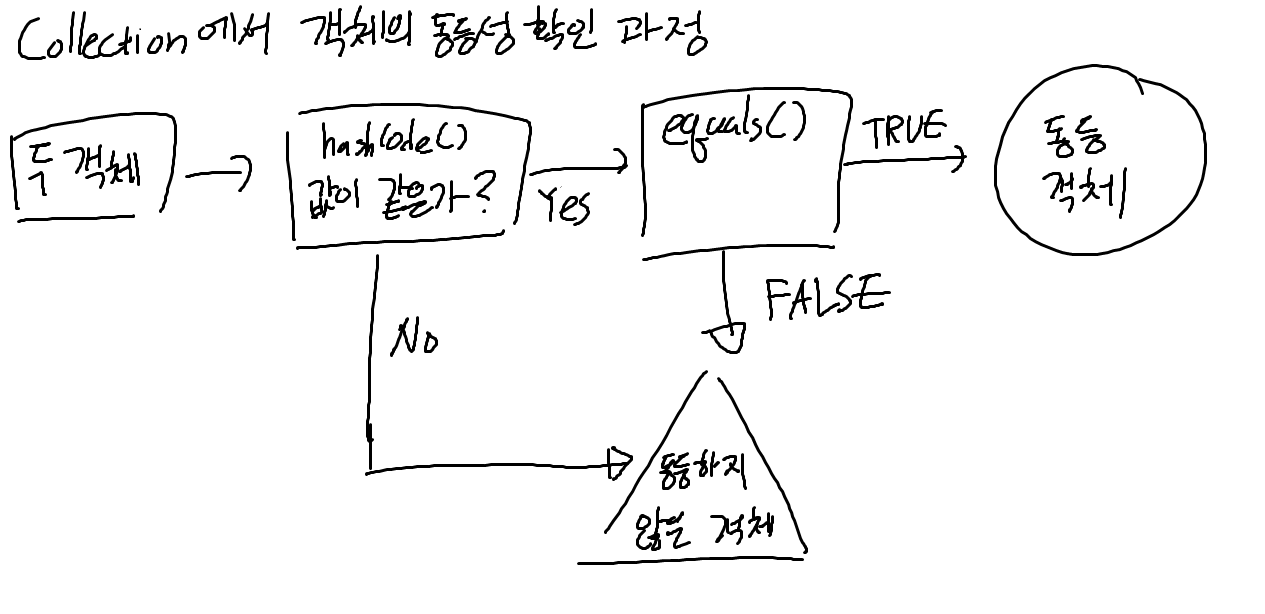 Collection에서 객체의 동등성 확인 과정
두 객체
hashCode()
값이 같은가?
Yes
equals()
TRUE
동등
객체
No
FALSE
동등하지
않은 객체